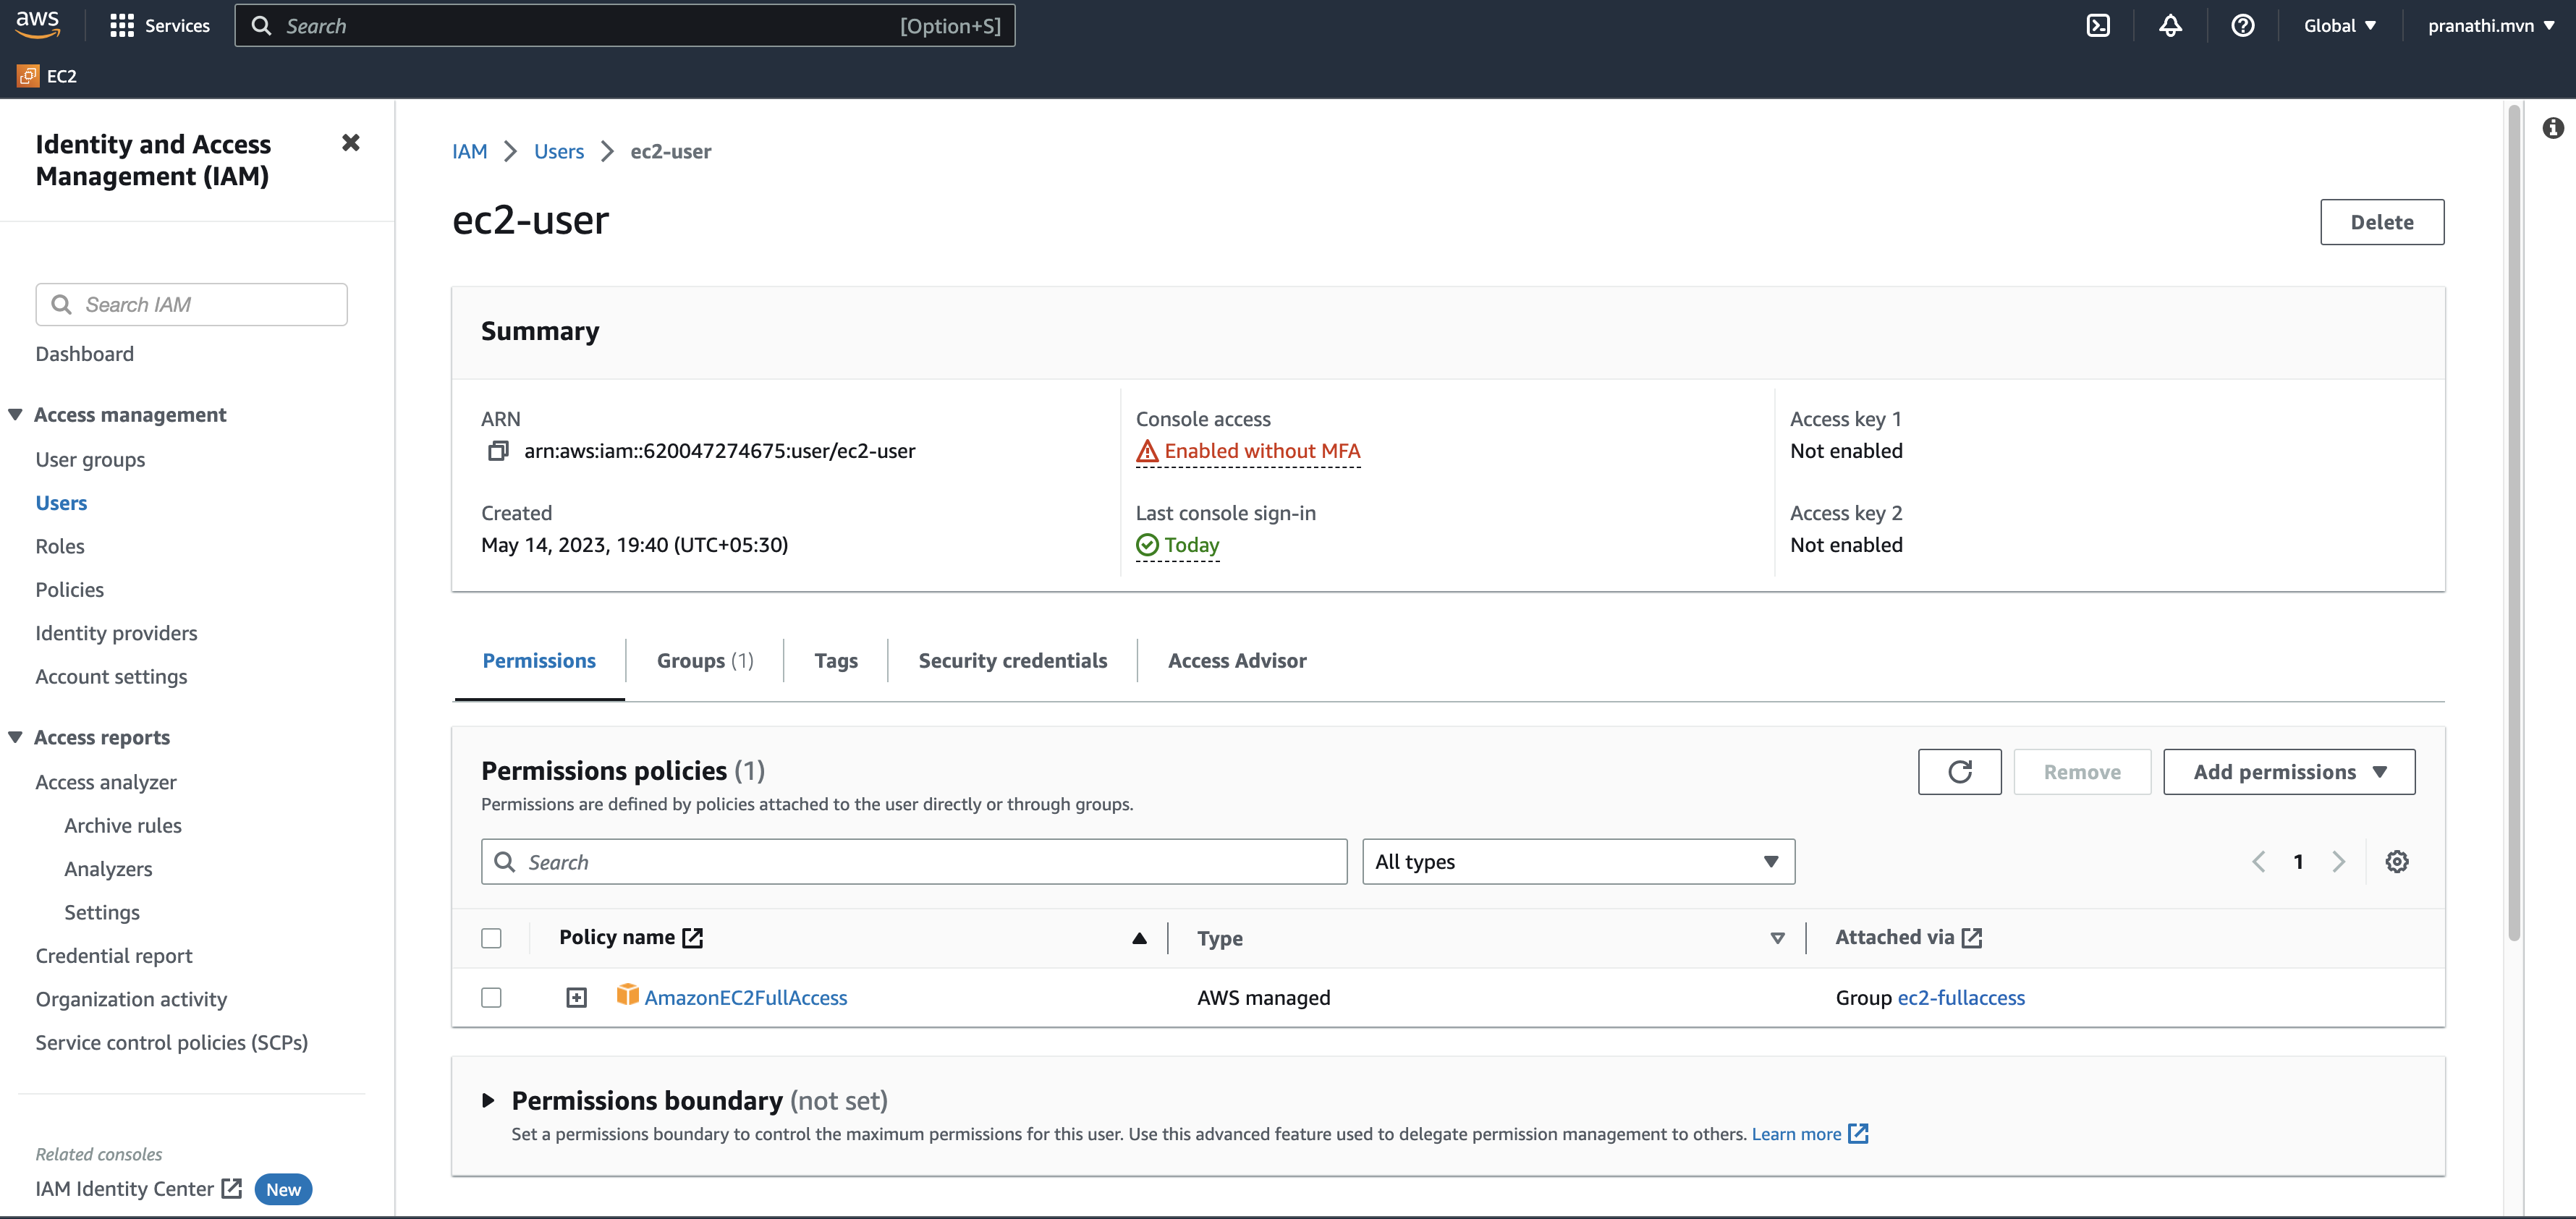 aws
Services
Search
[Option+S]
Global
pranathi.mvn
EC2
Identity and Access
Management (IAM)
Search IAM
Dashboard
Access management
User groups
Users
Roles
Policies
Identity providers
Account settings
Access reports
Access analyzer
Archive rules
Analyzers
Settings
Credential report
Organization activity
Service control policies (SCPs)
Related consoles
IAM Identity Center New
IAM > Users > ec2-user
ec2-user
Delete
Summary
ARN
arn:aws:iam::620047274675:user/ec2-user
Created
May 14, 2023, 19:40 (UTC+05:30)
Console access
Enabled without MFA
Last console sign-in
Today
Access key 1
Not enabled
Access key 2
Not enabled
Permissions
Groups (1)
Tags
Security credentials
Access Advisor
Permissions policies (1)
Permissions are defined by policies attached to the user directly or through groups.
Remove
Add permissions
Search
All types
1
Policy name
Type
Attached via
AmazonEC2FullAccess
AWS managed
Group ec2-fullaccess
Permissions boundary (not set)
Set a permissions boundary to control the maximum permissions for this user. Use this advanced feature used to delegate permission management to others. Learn more